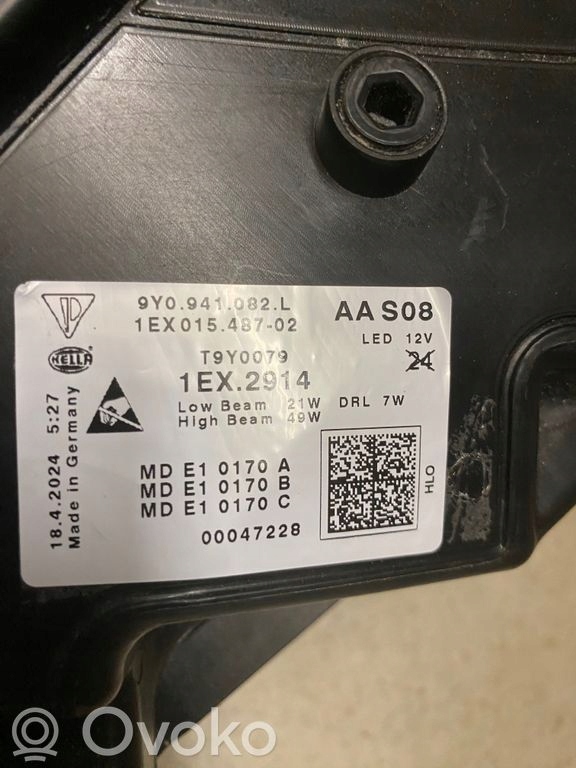 9Y0.941.082.L
1EX015.487-02
AA S08
LED 12V
24
HELLA
T9Y0079
1EX.2914
Low Beam 21W DRL 7W
High Beam 49W
MD E1 0170 A
MD E1 0170 B
MD E1 0170 C
00047228
HLO
18.4.2024 5:27
Made in Germany
Ovoko